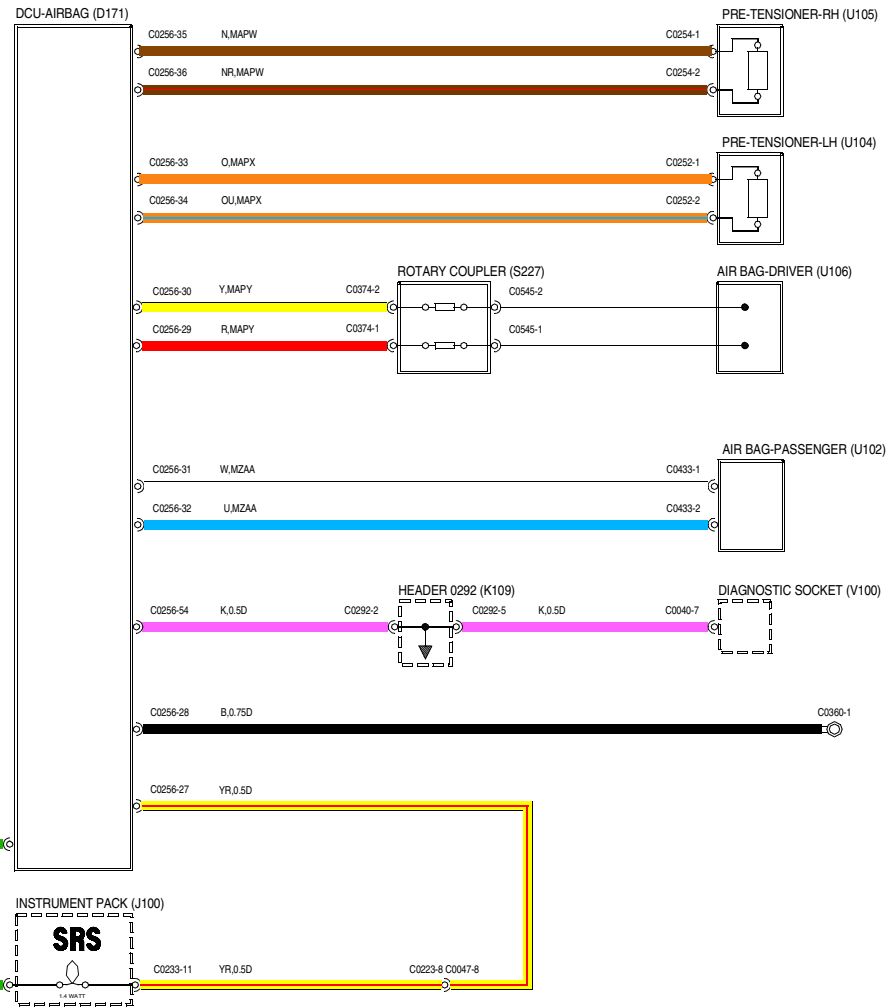 DCU-AIRBAG (D171)
PRE-TENSIONER-RH (U105)
C0256-35 N,MAPW C0254-1
C0256-36 NR,MAPW C0254-2
PRE-TENSIONER-LH (U104)
C0256-33 O,MAPX C0252-1
C0256-34 OU,MAPX C0252-2
ROTARY COUPLER (S227) AIR BAG-DRIVER (U106)
C0256-30 Y,MAPY C0374-2 C0545-2
C0256-29 R,MAPY C0374-1 C0545-1
AIR BAG-PASSENGER (U102)
C0256-31 W,MZAA C0433-1
C0256-32 U,MZAA C0433-2
HEADER 0292 (K109) DIAGNOSTIC SOCKET (V100)
C0256-54 K,0.5D C0292-2 C0292-5 K,0.5D C0040-7
C0256-28 B,0.75D C0360-1
C0256-27 YR,0.5D
INSTRUMENT PACK (J100)
SRS
C0233-11 YR,0.5D C0223-8 C0047-8
1.4 WATT